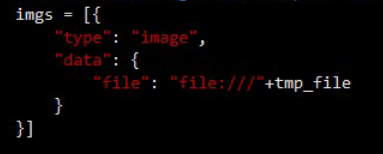 imgs = [{
    "type": "image",
    "data": {
        "file": "file:///"+tmp_file
    }
}]